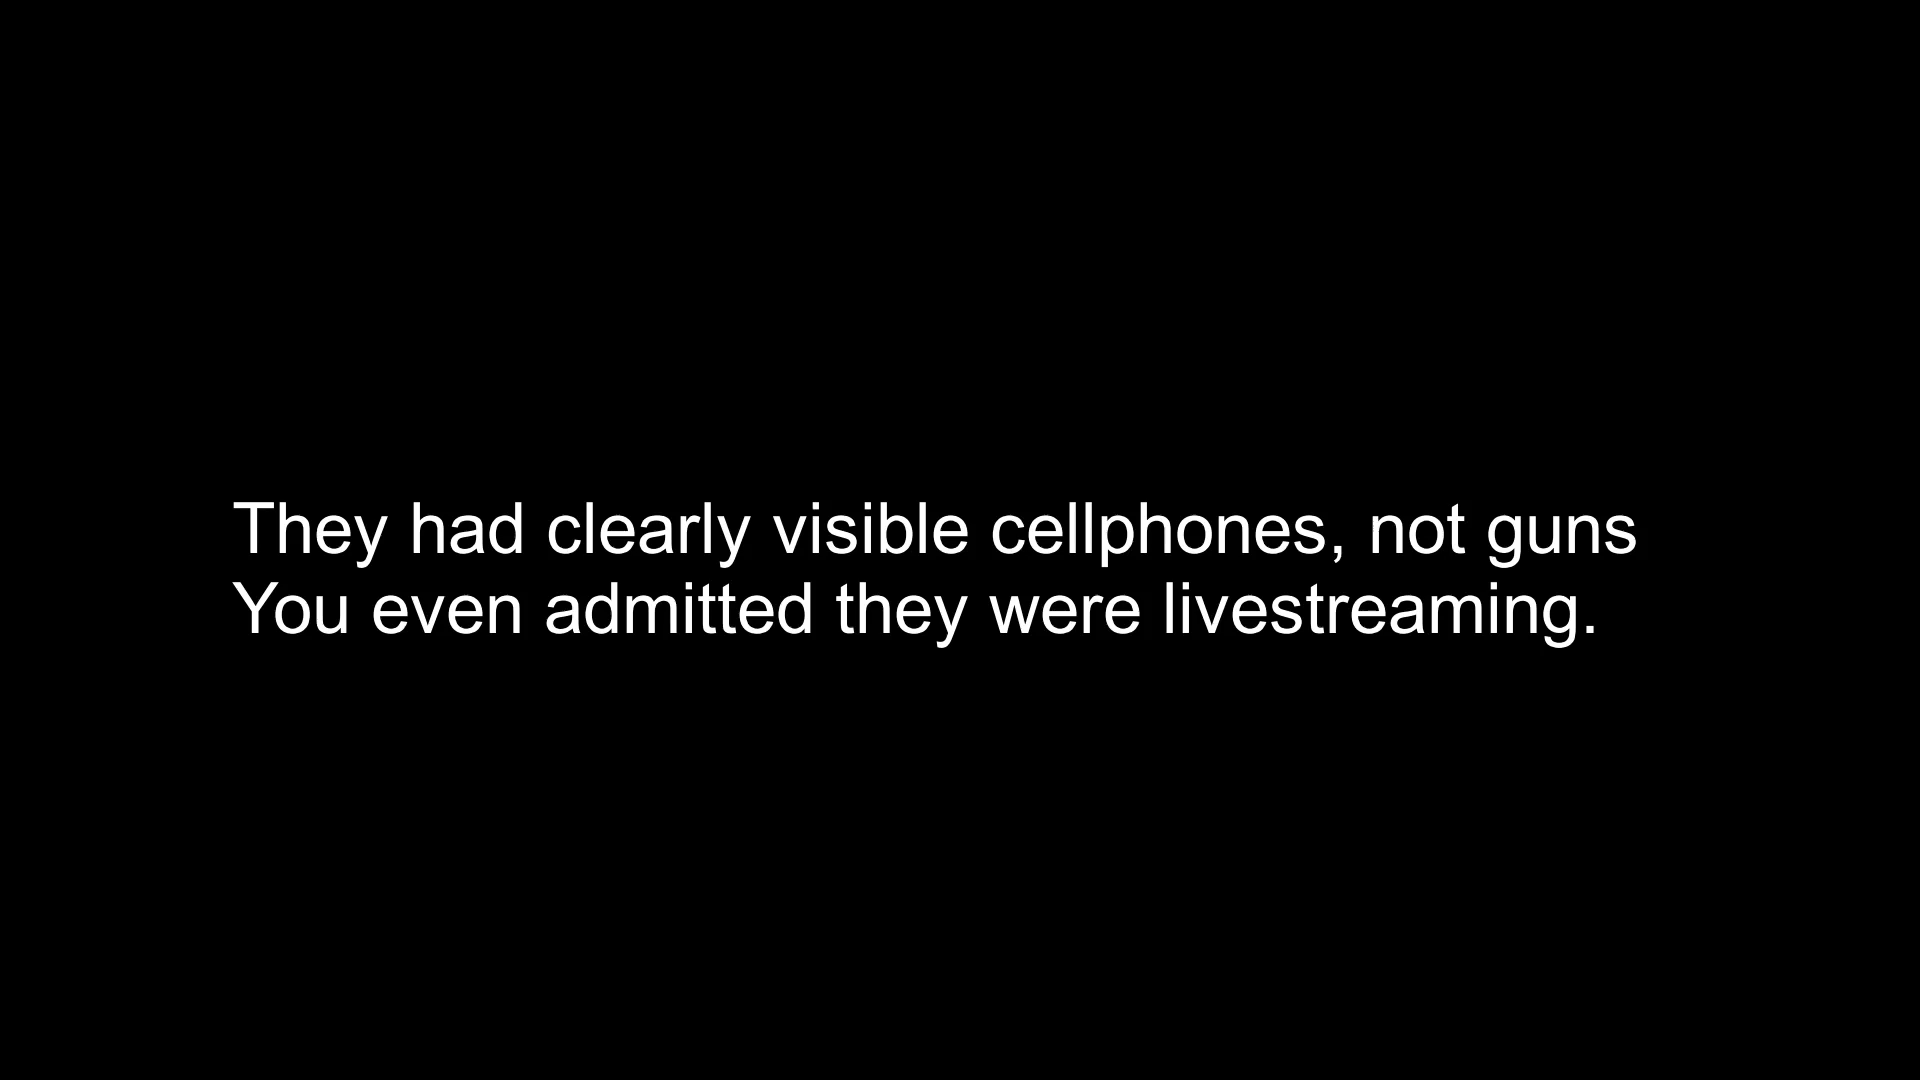 They had clearly visible cellphones, not guns
You even admitted they were livestreaming.